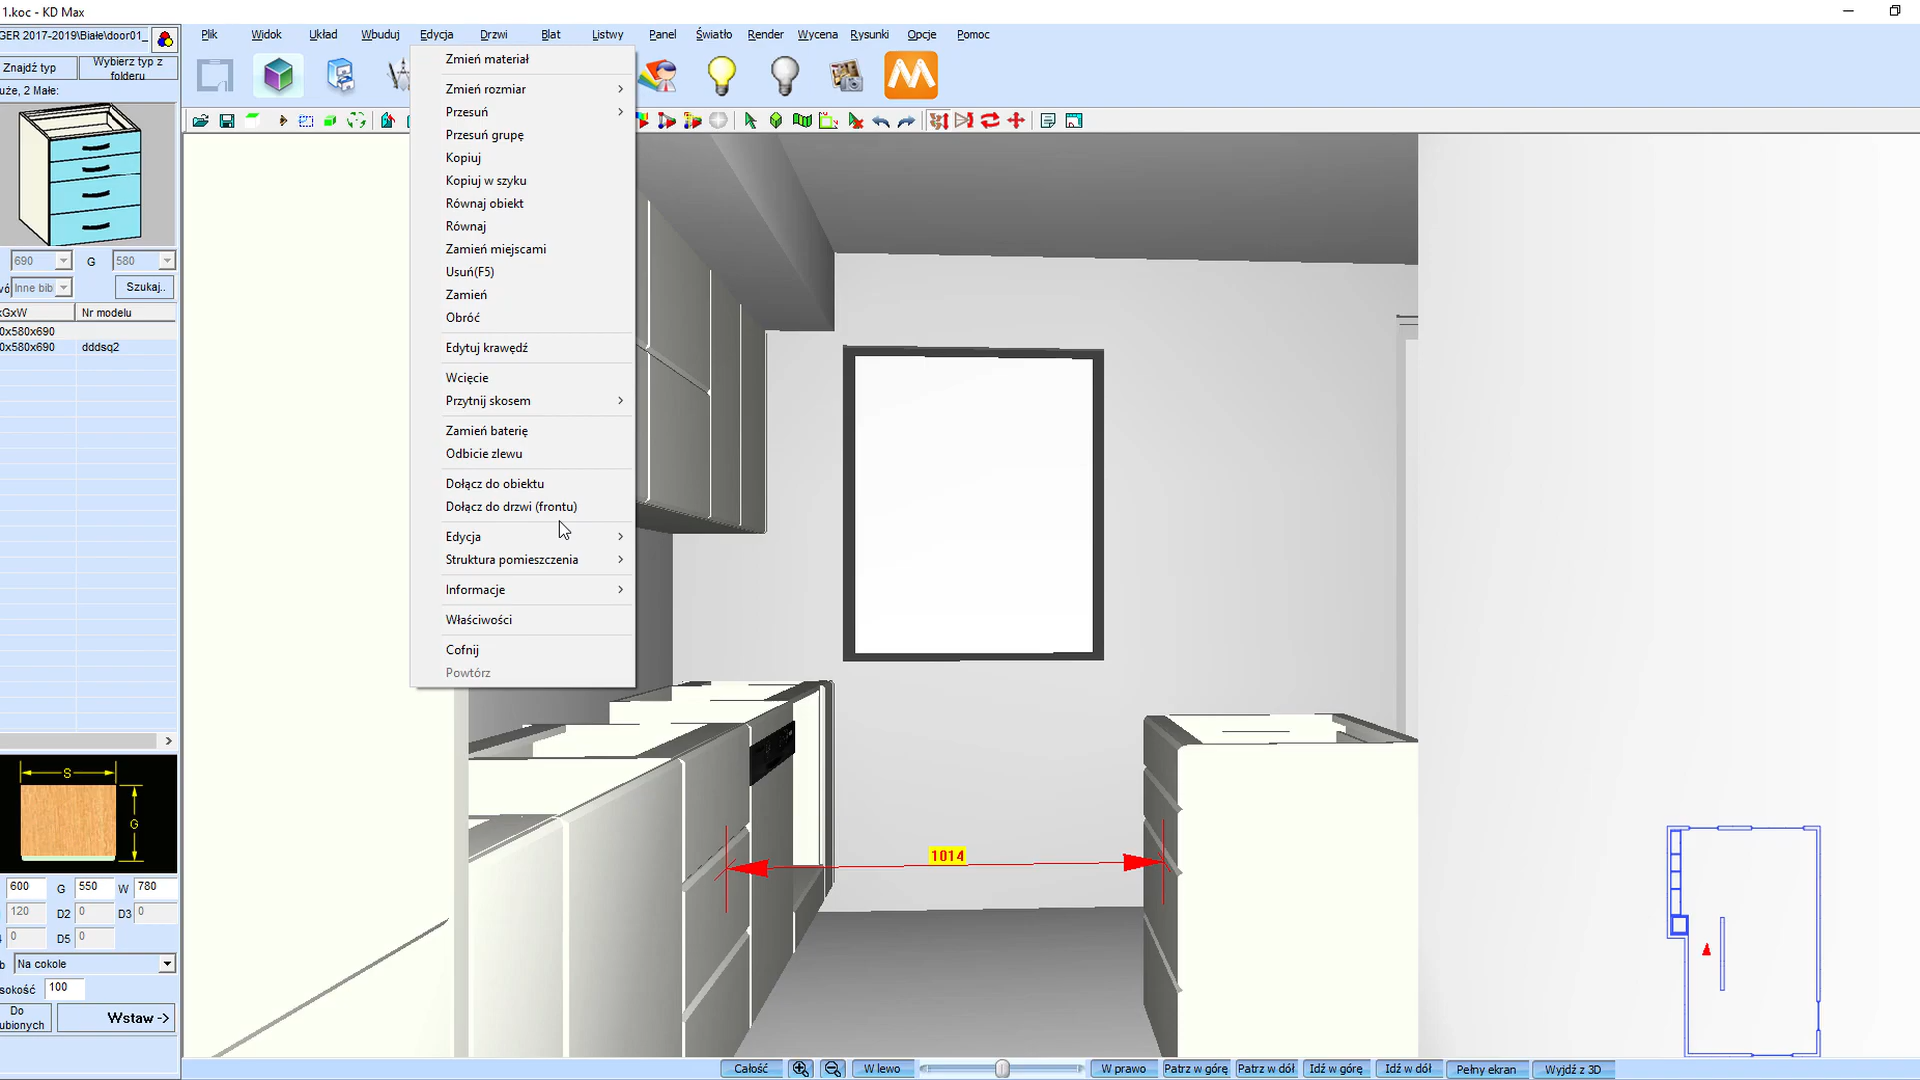 1.koc - KD Max
GER 2017-2019\Białe\door01_
Plik Widok Układ Wbuduj Edycja Drzwi Blat Listwy Panel Światło Render Wycena Rysunki Opcje Pomoc
Znajdź typ
Wybierz typ z
folderu
uże, 2 Małe:
690 G 580
Inne bib Szukaj..
xGxW Nr modelu
0x580x690
0x580x690 dddsq2
Zmień materiał
Zmień rozmiar
Przesuń
Przesuń grupę
Kopiuj
Kopiuj w szyku
Równaj obiekt
Równaj
Zamień miejscami
Usuń(F5)
Zamień
Obróć
Edytuj krawędź
Wcięcie
Przytnij skosem
Zamień baterię
Odbicie zlewu
Dołącz do obiektu
Dołącz do drzwi (frontu)
Edycja
Struktura pomieszczenia
Informacje
Właściwości
Cofnij
Powtórz
1014
S
G
600 G 550 W 780
120 D2 0 D3 0
0 D5 0
b Na cokole
sokość 100
Do
ubionych
Wstaw ->
Całość W lewo W prawo Patrz w górę Patrz w dół Idź w górę Idź w dół Pełny ekran Wyjdź z 3D